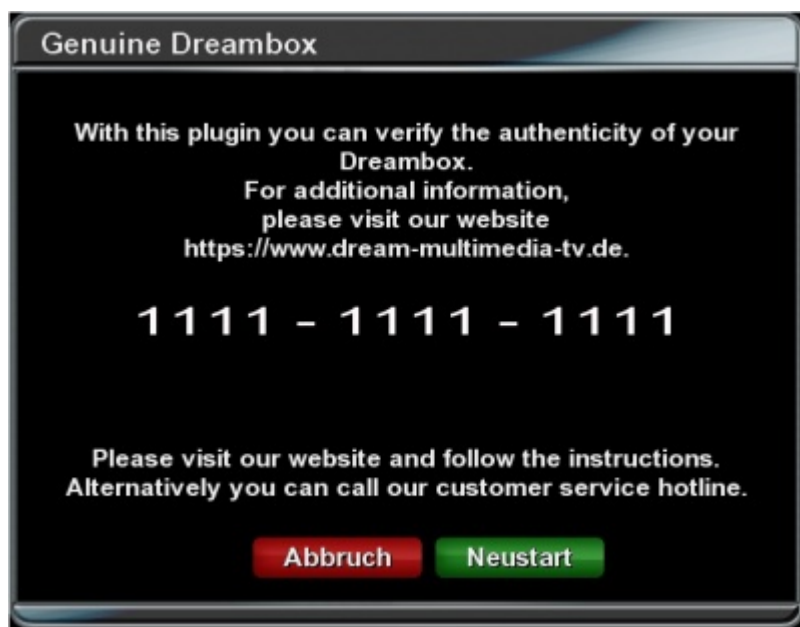 Genuine Dreambox
With this plugin you can verify the authenticity of your
Dreambox.
For additional information,
please visit our website
https://www.dream-multimedia-tv.de.
1111 - 1111 - 1111
Please visit our website and follow the instructions.
Alternatively you can call our customer service hotline.
Abbruch
Neustart